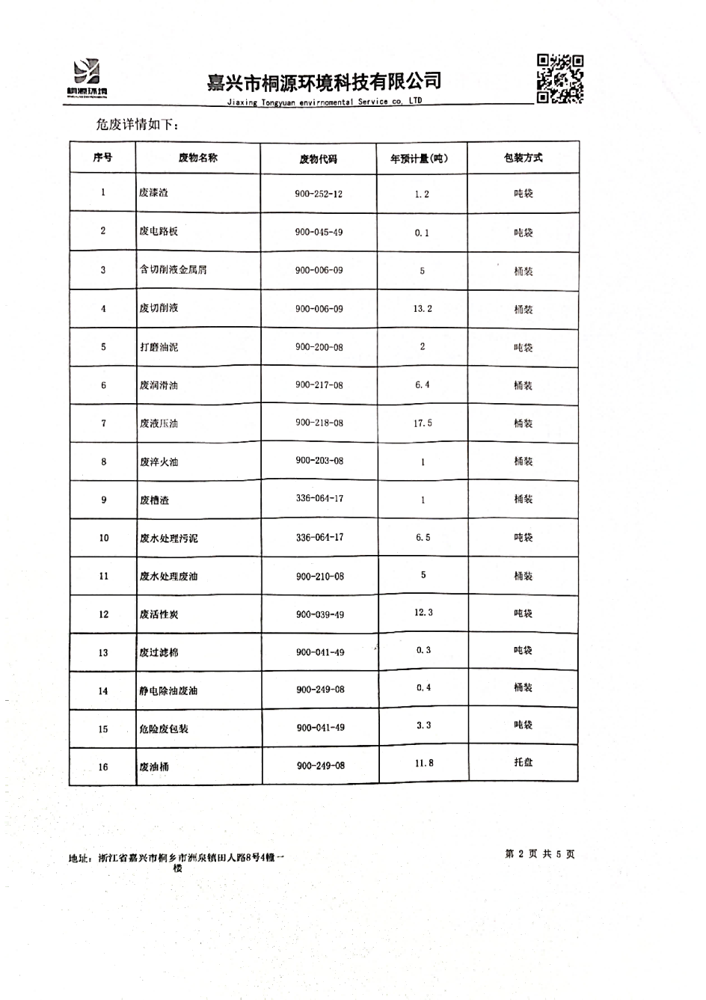 桐源环境
嘉兴市桐源环境科技有限公司
Jiaxing Tongyuan envirnomental Service co, LTD
危废详情如下：
序号 废物名称 废物代码 年预计量(吨) 包装方式
1 废漆渣 900-252-12 1.2 吨袋
2 废电路板 900-045-49 0.1 吨袋
3 含切削液金属屑 900-006-09 5 桶装
4 废切削液 900-006-09 13.2 桶装
5 打磨油泥 900-200-08 2 吨袋
6 废润滑油 900-217-08 6.4 桶装
7 废液压油 900-218-08 17.5 桶装
8 废淬火油 900-203-08 1 桶装
9 废槽渣 336-064-17 1 桶装
10 废水处理污泥 336-064-17 6.5 吨袋
11 废水处理废油 900-210-08 5 桶装
12 废活性炭 900-039-49 12.3 吨袋
13 废过滤棉 900-041-49 0.3 吨袋
14 静电除油废油 900-249-08 0.4 桶装
15 危险废包装 900-041-49 3.3 吨袋
16 废油桶 900-249-08 11.8 托盘
地址：浙江省嘉兴市桐乡市洲泉镇田人路8号4幢一
楼
第 2 页 共 5 页